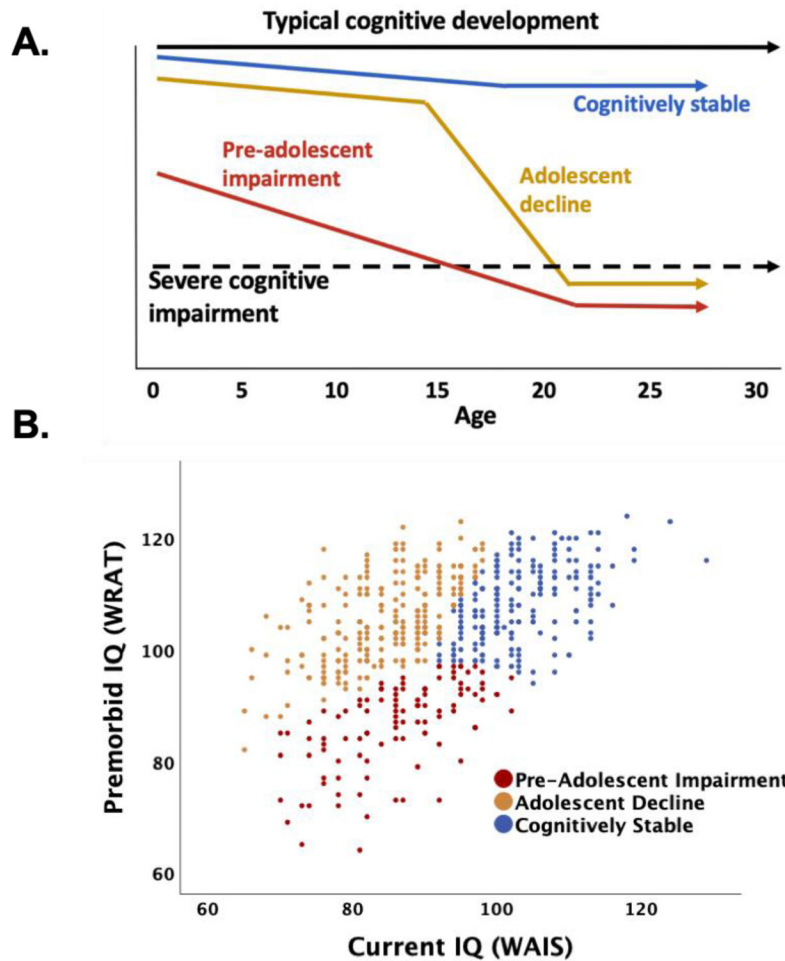 A.
Typical cognitive development
Cognitively stable
Pre-adolescent
impairment
Adolescent
decline
Severe cognitive
impairment
0 5 10 15 20 25 30
Age
B.
Premorbid IQ (WRAT)
120
100
80
60
Pre-Adolescent Impairment
Adolescent Decline
Cognitively Stable
60 80 100 120
Current IQ (WAIS)